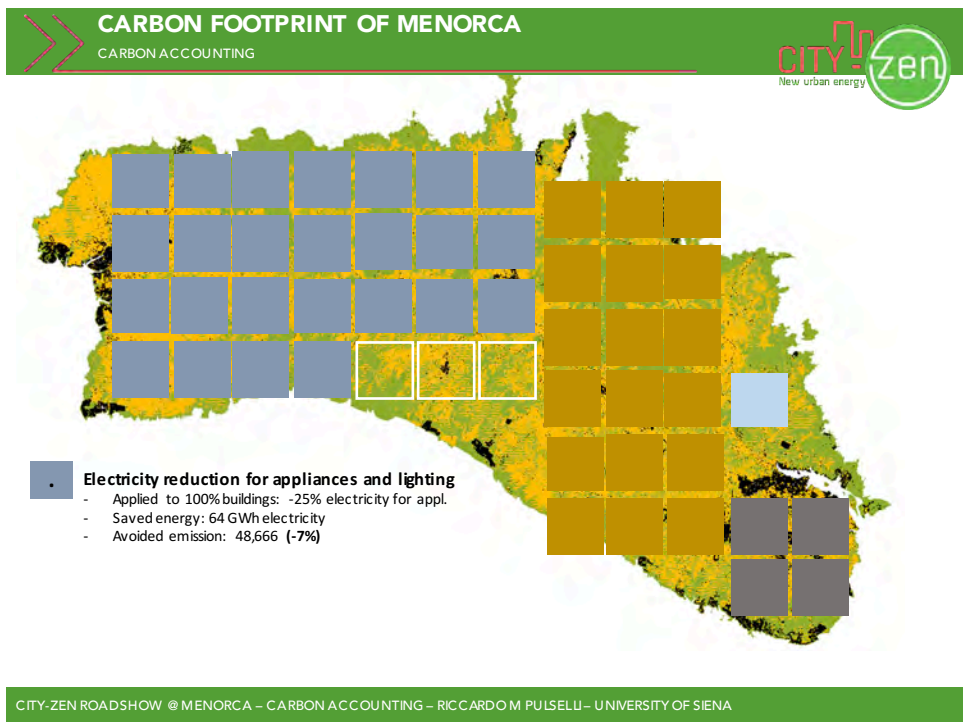 CARBON FOOTPRINT OF MENORCA
CARBON ACCOUNTING
CITY
zen
New urban energy
. Electricity reduction for appliances and lighting
- Applied to 100% buildings: -25% electricity for appl.
- Saved energy: 64 GWh electricity
- Avoided emission: 48,666 (-7%)
CITY-ZEN ROADSHOW @ MENORCA – CARBON ACCOUNTING – RICCARDO M PULSELLI – UNIVERSITY OF SIENA